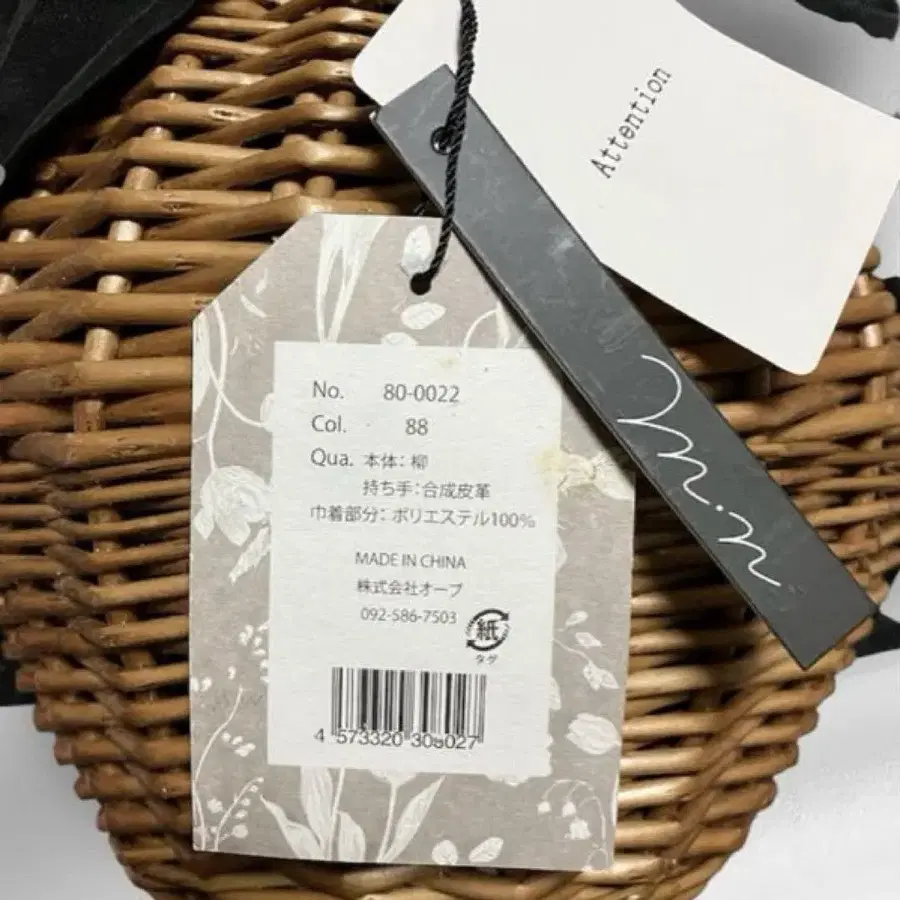 Attention
No. 80-0022
Col. 88
Qua. 本体：柳
持ち手：合成皮革
巾着部分：ポリエステル100%
MADE IN CHINA
株式会社オーブ
092-586-7503
紙
タグ
4 573320 308027